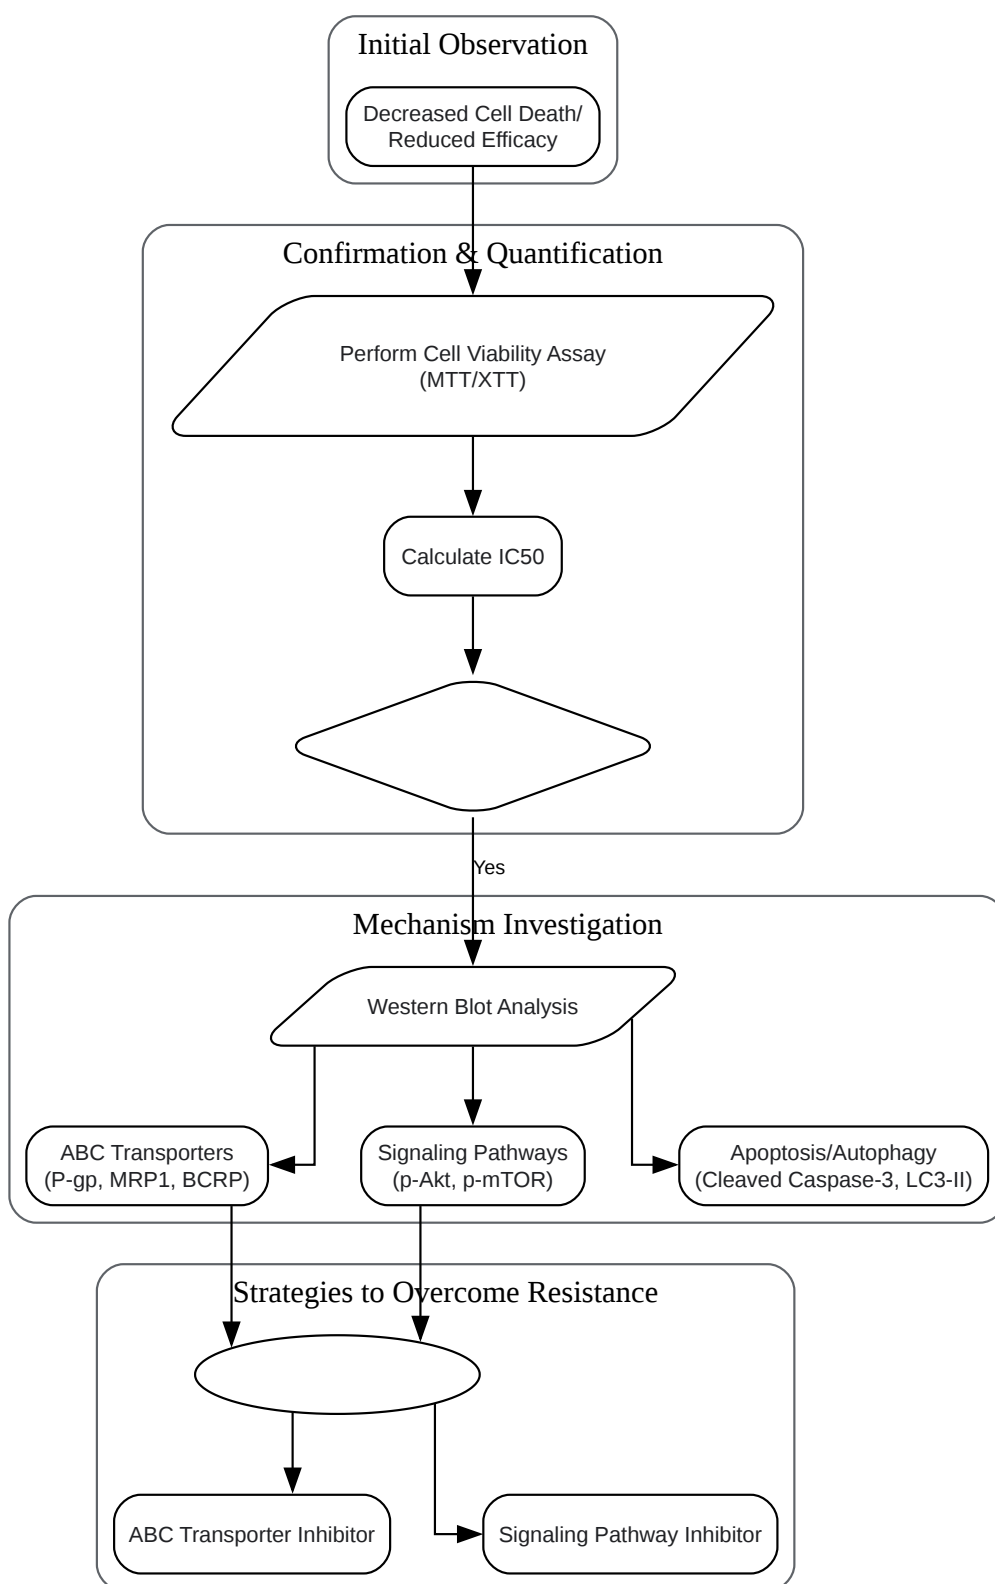 Initial Observation
Decreased Cell Death/
Reduced Efficacy
Confirmation & Quantification
Perform Cell Viability Assay
(MTT/XTT)
Calculate IC50
Yes
Mechanism Investigation
Western Blot Analysis
ABC Transporters
(P-gp, MRP1, BCRP)
Signaling Pathways
(p-Akt, p-mTOR)
Apoptosis/Autophagy
(Cleaved Caspase-3, LC3-II)
Strategies to Overcome Resistance
ABC Transporter Inhibitor
Signaling Pathway Inhibitor